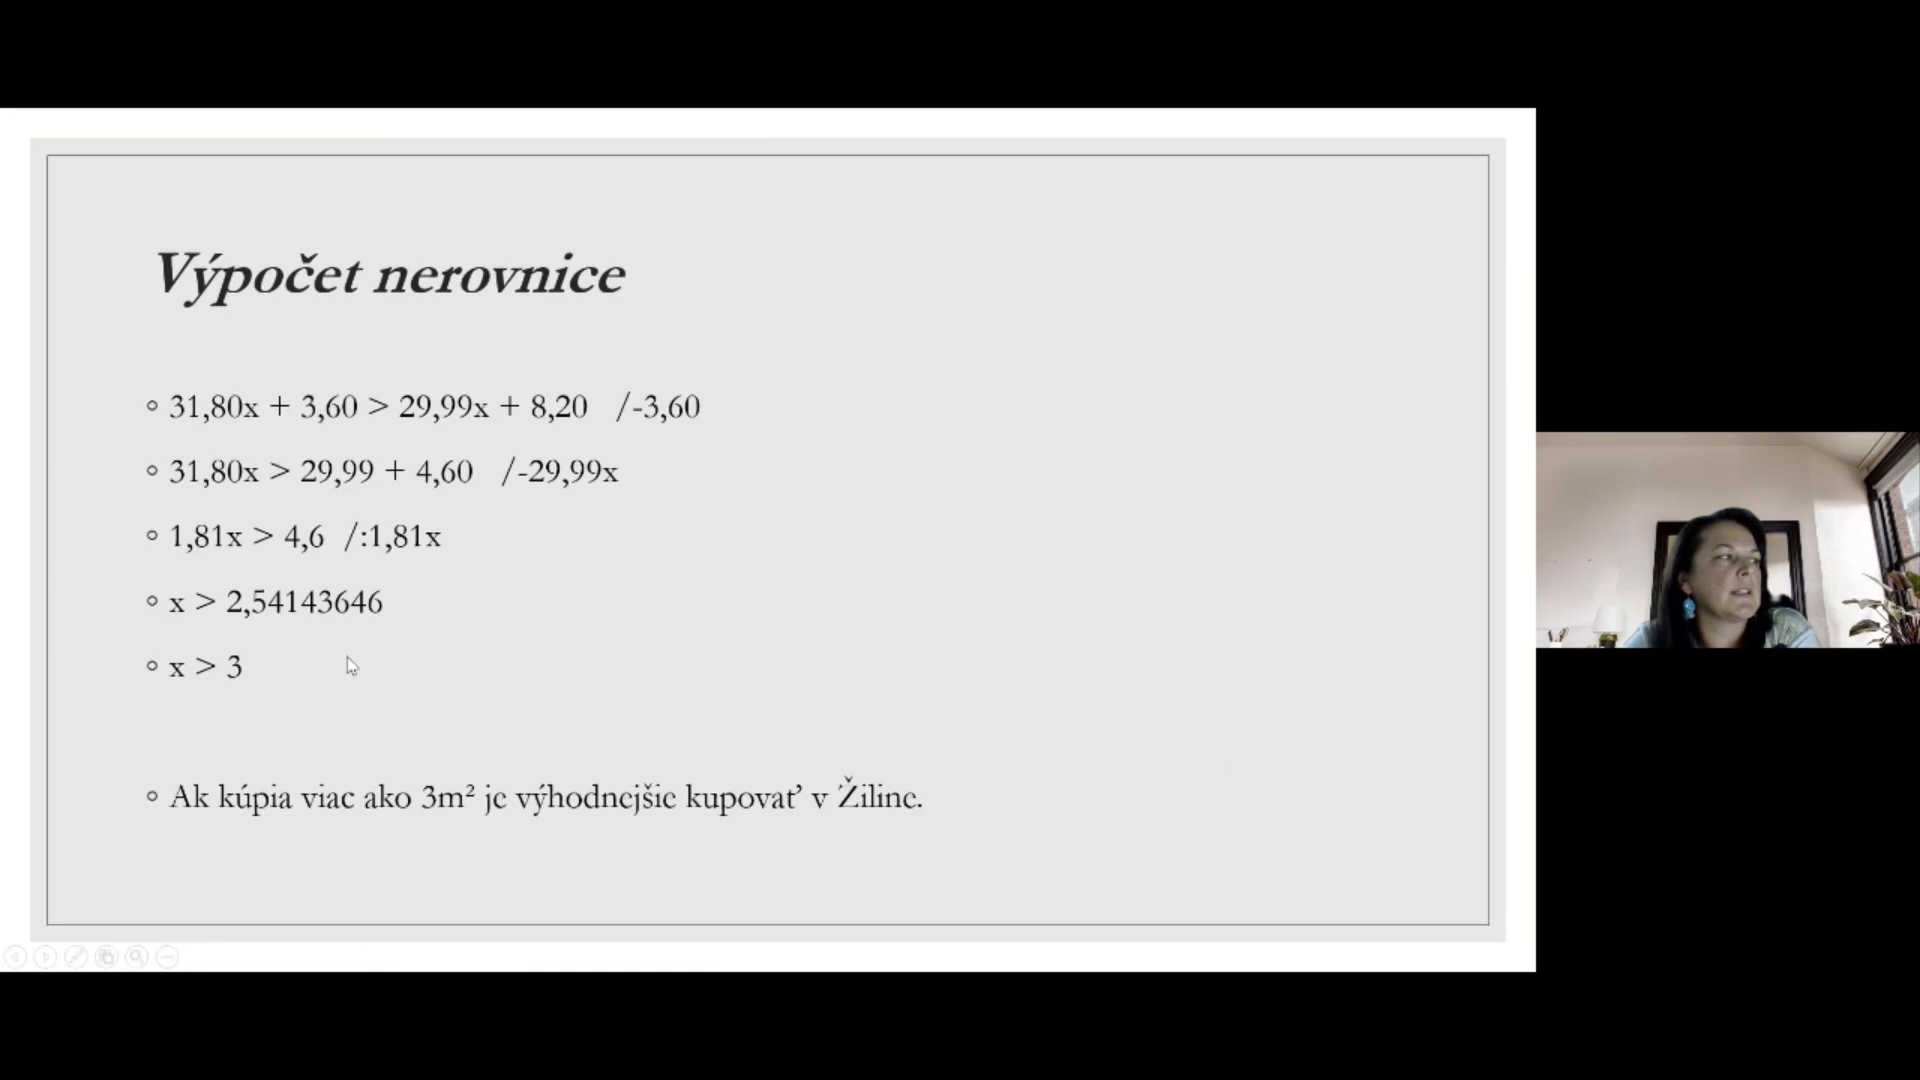 Výpočet nerovnice
31,80x + 3,60 > 29,99x + 8,20 /-3,60
31,80x > 29,99 + 4,60 /-29,99x
1,81x > 4,6 /:1,81x
x > 2,54143646
x > 3
Ak kúpia viac ako 3m² je výhodnejšie kupovať v Žiline.